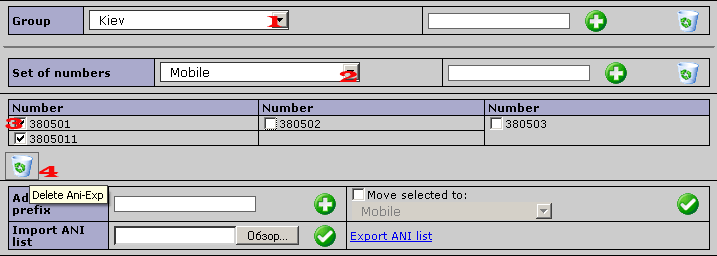 Group Kiev 1
Set of numbers Mobile 2
Number Number Number
3 380501 380502 380503
3805011
4
Delete Ani-Exp
Ad
prefix
Move selected to:
Mobile
Import ANI
list
Обзор...
Export ANI list